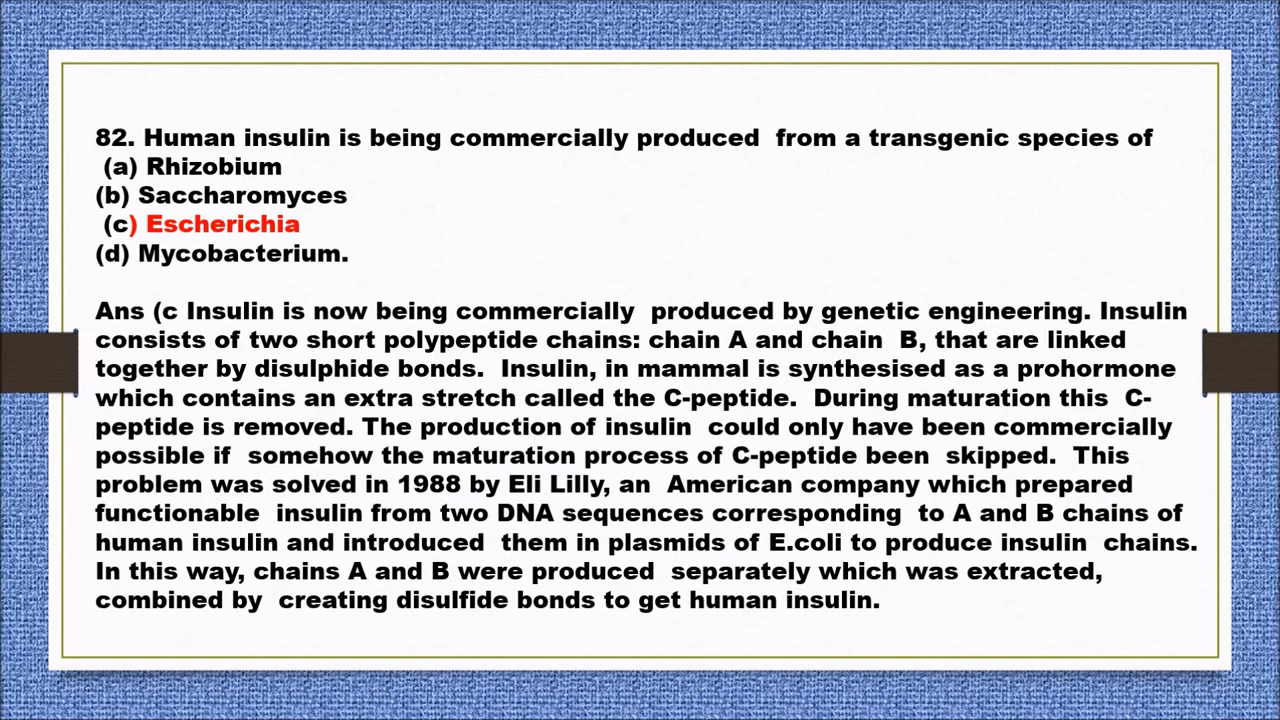 82. Human insulin is being commercially produced from a transgenic species of
(a) Rhizobium
(b) Saccharomyces
(c) Escherichia
(d) Mycobacterium.
Ans (c Insulin is now being commercially produced by genetic engineering. Insulin
consists of two short polypeptide chains: chain A and chain B, that are linked
together by disulphide bonds. Insulin, in mammal is synthesised as a prohormone
which contains an extra stretch called the C-peptide. During maturation this C-
peptide is removed. The production of insulin could only have been commercially
possible if somehow the maturation process of C-peptide been skipped. This
problem was solved in 1988 by Eli Lilly, an American company which prepared
functionable insulin from two DNA sequences corresponding to A and B chains of
human insulin and introduced them in plasmids of E.coli to produce insulin chains.
In this way, chains A and B were produced separately which was extracted,
combined by creating disulfide bonds to get human insulin.